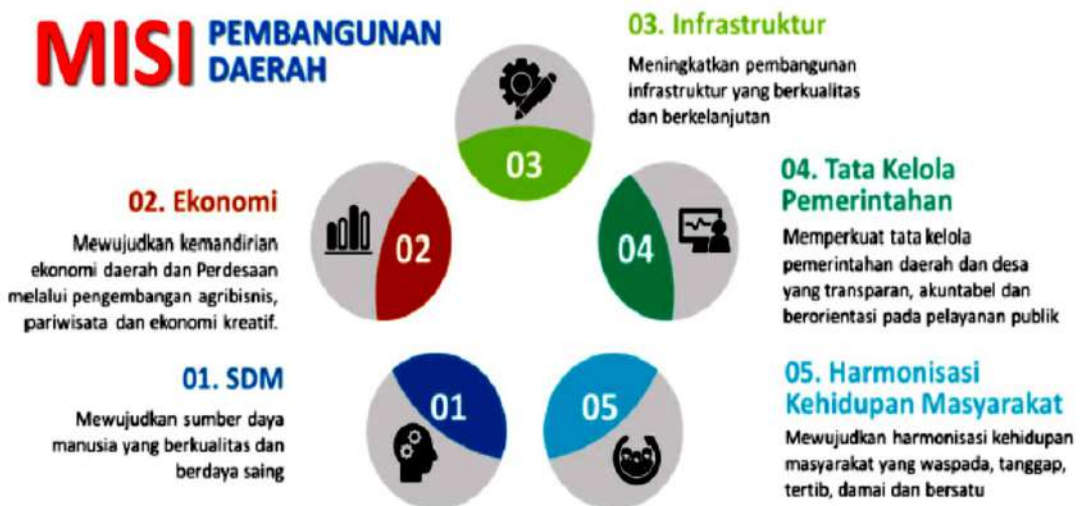 MISI PEMBANGUNAN
DAERAH
01. SDM
Mewujudkan sumber daya
manusia yang berkualitas dan
berdaya saing
01
02. Ekonomi
Mewujudkan kemandirian
ekonomi daerah dan Perdesaan
melalui pengembangan agribisnis,
pariwisata dan ekonomi kreatif.
02
03. Infrastruktur
Meningkatkan pembangunan
infrastruktur yang berkualitas
dan berkelanjutan
03
04. Tata Kelola
Pemerintahan
Memperkuat tata kelola
pemerintahan daerah dan desa
yang transparan, akuntabel dan
berorientasi pada pelayanan publik
04
05. Harmonisasi
Kehidupan Masyarakat
Mewujudkan harmonisasi kehidupan
masyarakat yang waspada, tanggap,
tertib, damai dan bersatu
05